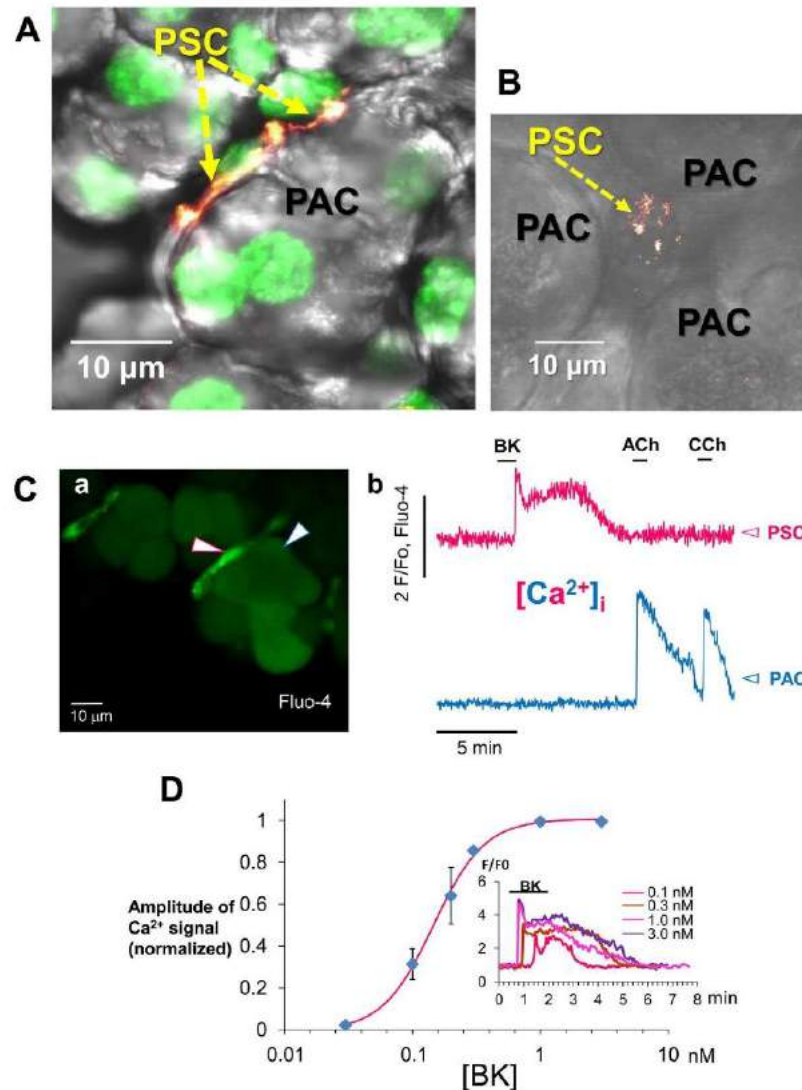 A
PSC
PAC
10 µm
B
PSC
PAC
PAC
PAC
10 µm
C
a
Fluo-4
10 µm
b
BK
ACh
CCh
2 F/Fo, Fluo-4
PSC
[Ca²⁺]i
PAC
5 min
D
Amplitude of
Ca²⁺ signal
(normalized)
1
0.8
0.6
0.4
0.2
0
0.01
0.1
1
10
nM
[BK]
F/F0
BK
6
4
2
0
0 1 2 3 4 5 6 7 8 min
0.1 nM
0.3 nM
1.0 nM
3.0 nM